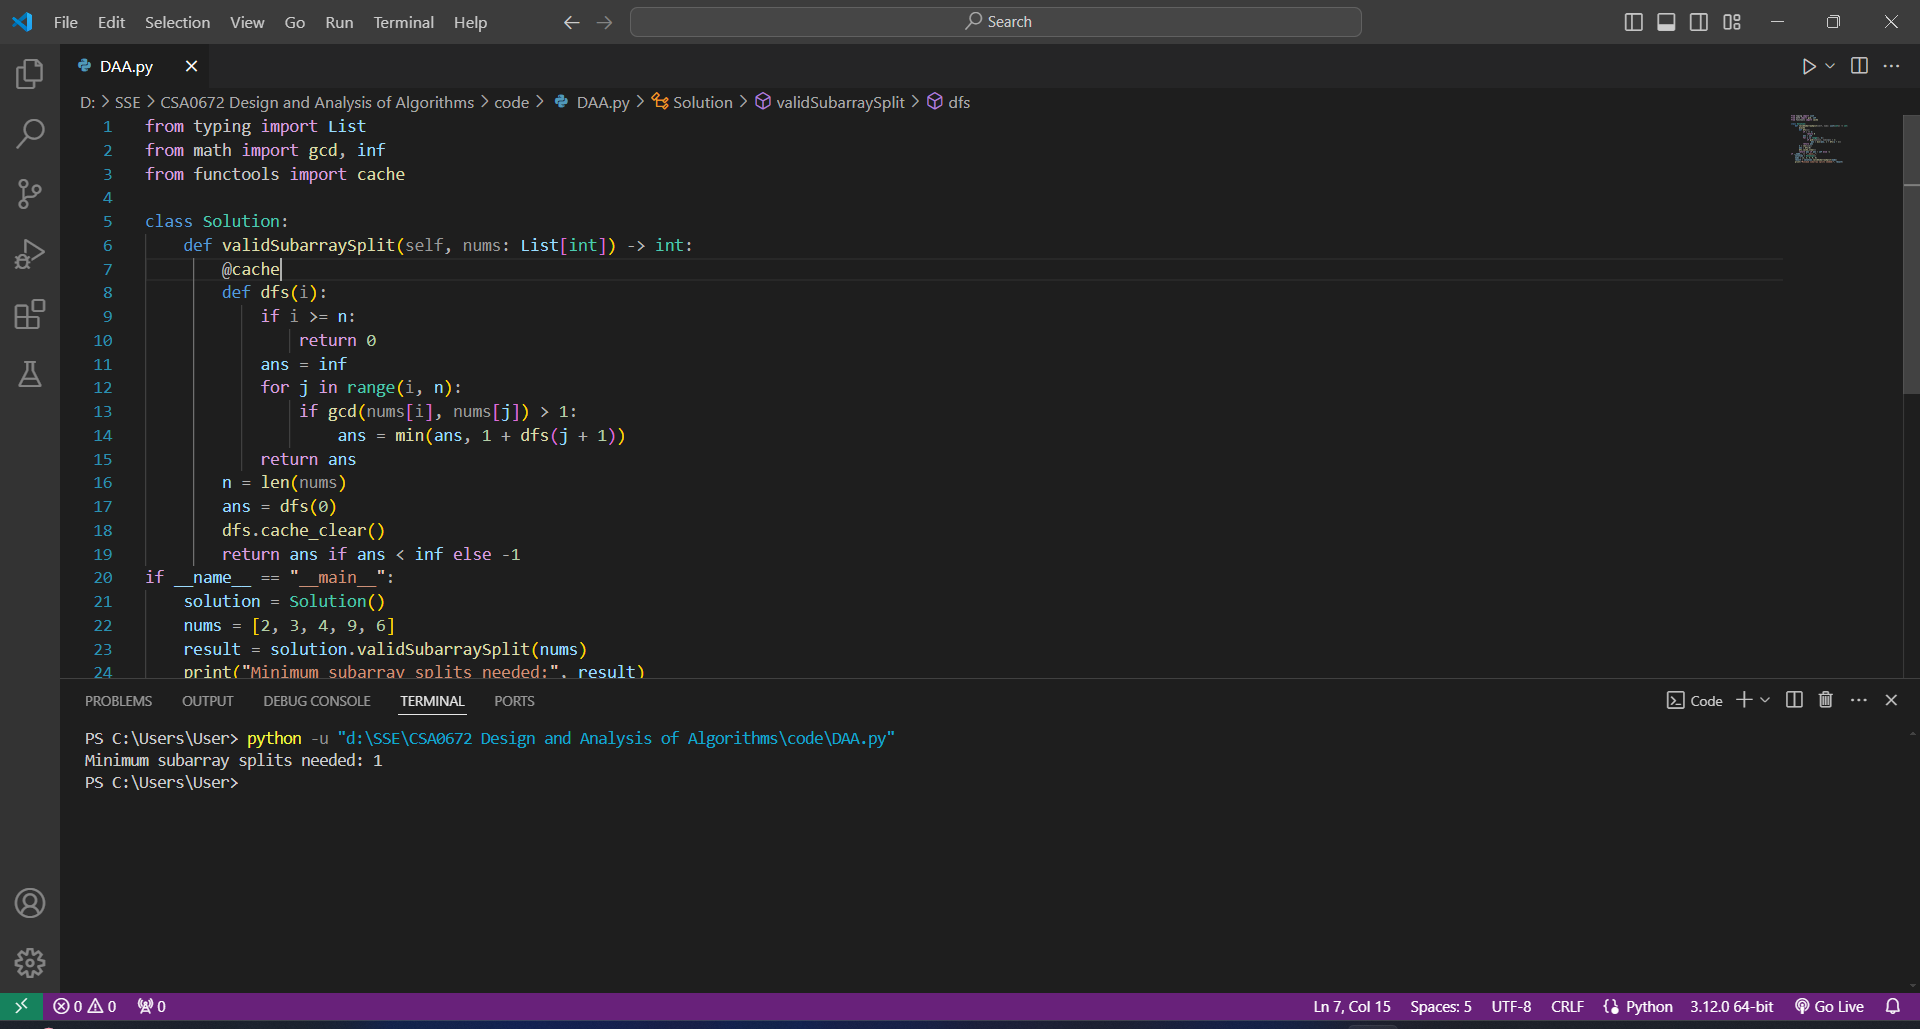 File Edit Selection View Go Run Terminal Help Search
DAA.py
D: > SSE > CSA0672 Design and Analysis of Algorithms > code > DAA.py > Solution > validSubarraySplit > dfs
1 from typing import List
2 from math import gcd, inf
3 from functools import cache
4
5 class Solution:
6 def validSubarraySplit(self, nums: List[int]) -> int:
7 @cache
8 def dfs(i):
9 if i >= n:
10 return 0
11 ans = inf
12 for j in range(i, n):
13 if gcd(nums[i], nums[j]) > 1:
14 ans = min(ans, 1 + dfs(j + 1))
15 return ans
16 n = len(nums)
17 ans = dfs(0)
18 dfs.cache_clear()
19 return ans if ans < inf else -1
20 if __name__ == "__main__":
21 solution = Solution()
22 nums = [2, 3, 4, 9, 6]
23 result = solution.validSubarraySplit(nums)
24 print("Minimum subarray splits needed:", result)
PROBLEMS OUTPUT DEBUG CONSOLE TERMINAL PORTS Code
PS C:\Users\User> python -u "d:\SSE\CSA0672 Design and Analysis of Algorithms\code\DAA.py"
Minimum subarray splits needed: 1
PS C:\Users\User>
0 0 0 Ln 7, Col 15 Spaces: 5 UTF-8 CRLF Python 3.12.0 64-bit Go Live